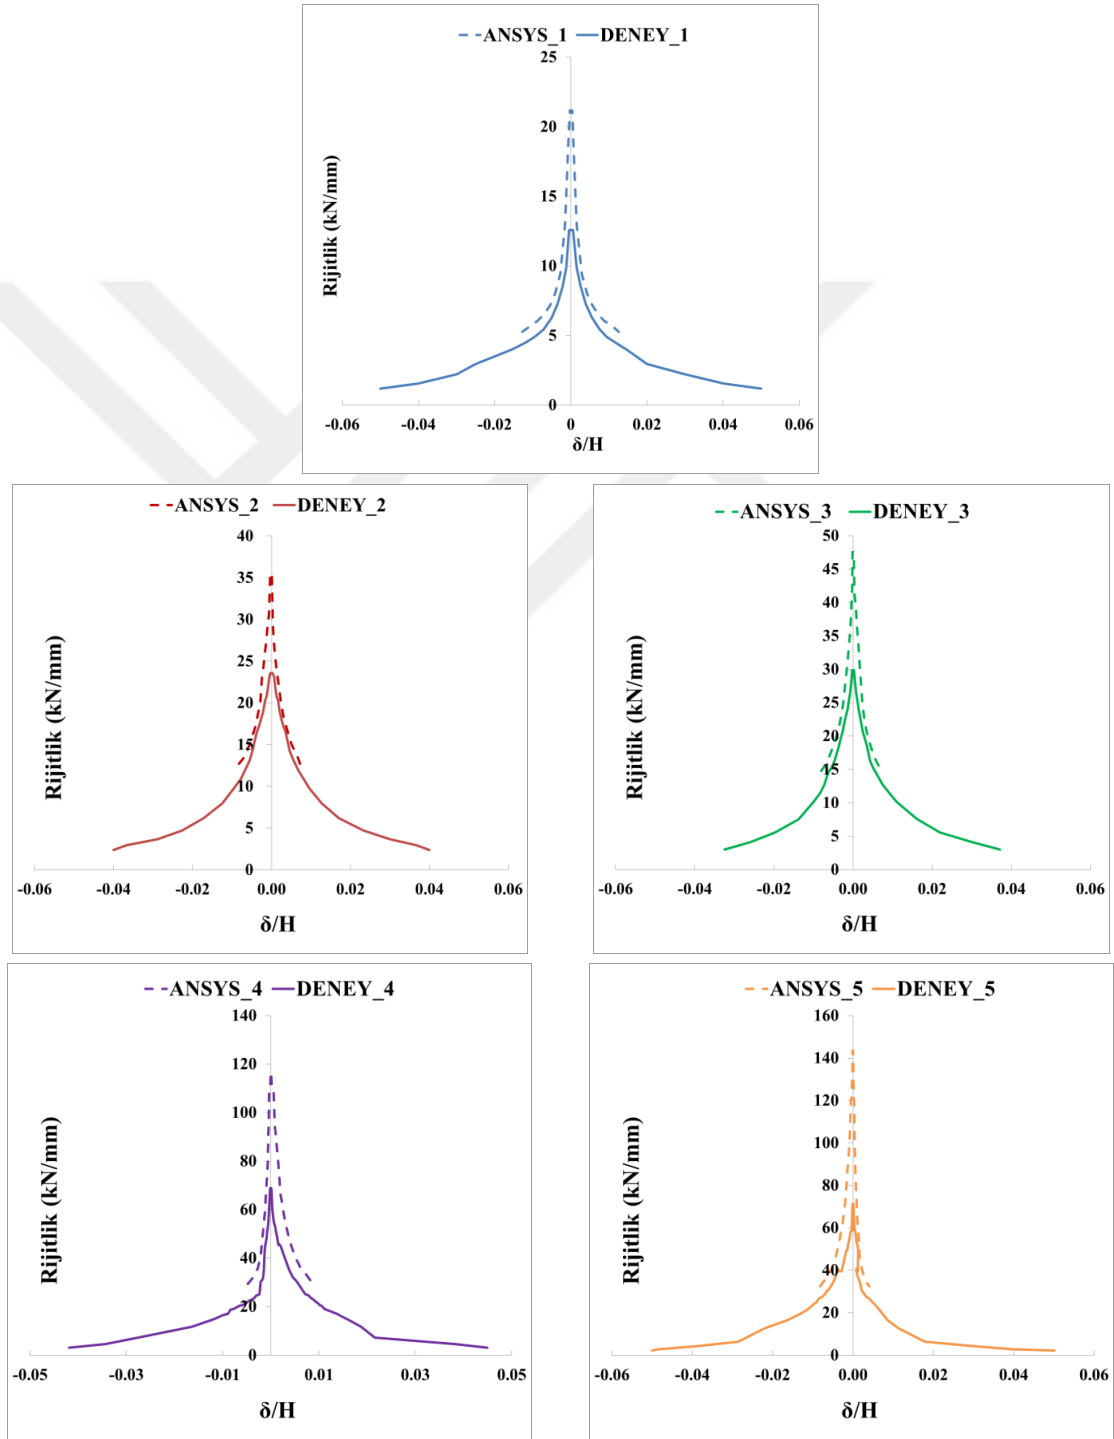 ANSYS_1 DENEY_1
25
20
15
10
5
0
Rijitlik (kN/mm)
-0.06 -0.04 -0.02 0 0.02 0.04 0.06
δ/H
ANSYS_2 DENEY_2
40
35
30
25
20
15
10
5
0
Rijitlik (kN/mm)
-0.06 -0.04 -0.02 0.00 0.02 0.04 0.06
δ/H
ANSYS_3 DENEY_3
50
45
40
35
30
25
20
15
10
5
0
Rijitlik (kN/mm)
-0.06 -0.04 -0.02 0.00 0.02 0.04 0.06
δ/H
ANSYS_4 DENEY_4
140
120
100
80
60
40
20
0
Rijitlik (kN/mm)
-0.05 -0.03 -0.01 0.01 0.03 0.05
δ/H
ANSYS_5 DENEY_5
160
140
120
100
80
60
40
20
0
Rijitlik (kN/mm)
-0.06 -0.04 -0.02 0.00 0.02 0.04 0.06
δ/H